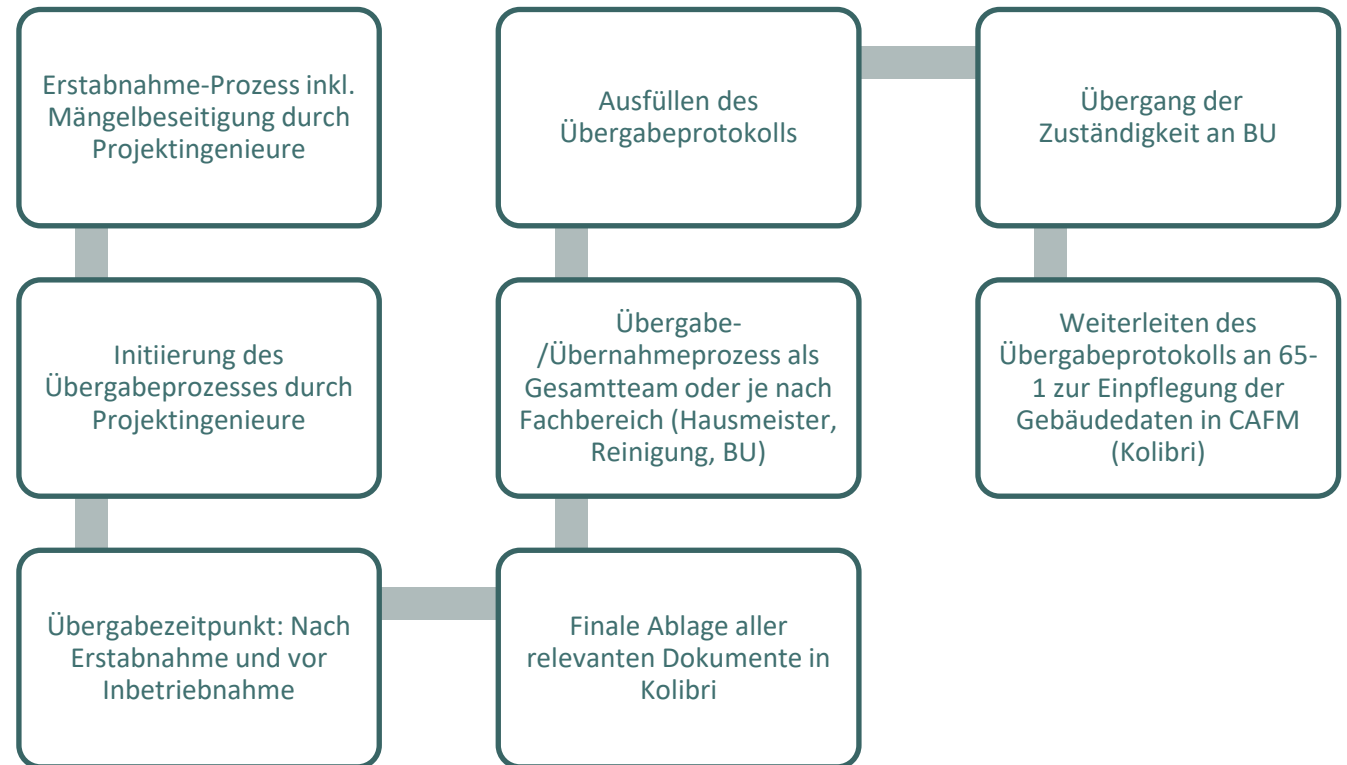 Erstabnahme-Prozess inkl.
Mängelbeseitigung durch
Projektingenieure
Initiierung des
Übergabeprozesses durch
Projektingenieure
Übergabezeitpunkt: Nach
Erstabnahme und vor
Inbetriebnahme
Finale Ablage aller
relevanten Dokumente in
Kolibri
Übergabe-
/Übernahmeprozess als
Gesamtteam oder je nach
Fachbereich (Hausmeister,
Reinigung, BU)
Ausfüllen des
Übergabeprotokolls
Übergang der
Zuständigkeit an BU
Weiterleiten des
Übergabeprotokolls an 65-
1 zur Einpflegung der
Gebäudedaten in CAFM
(Kolibri)